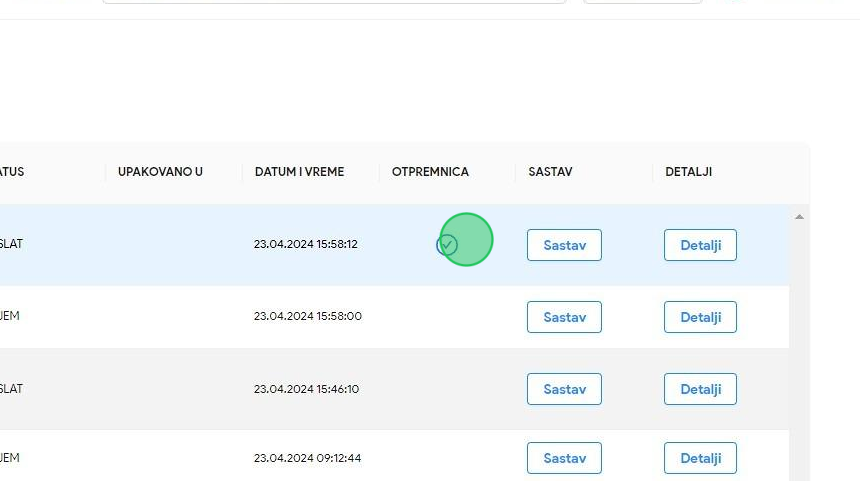 ATUS UPAKOVANO U DATUM I VREME OTPREMNICA SASTAV DETALJI
SLAT 23.04.2024 15:58:12 Sastav Detalji
JEM 23.04.2024 15:58:00 Sastav Detalji
SLAT 23.04.2024 15:46:10 Sastav Detalji
JEM 23.04.2024 09:12:44 Sastav Detalji